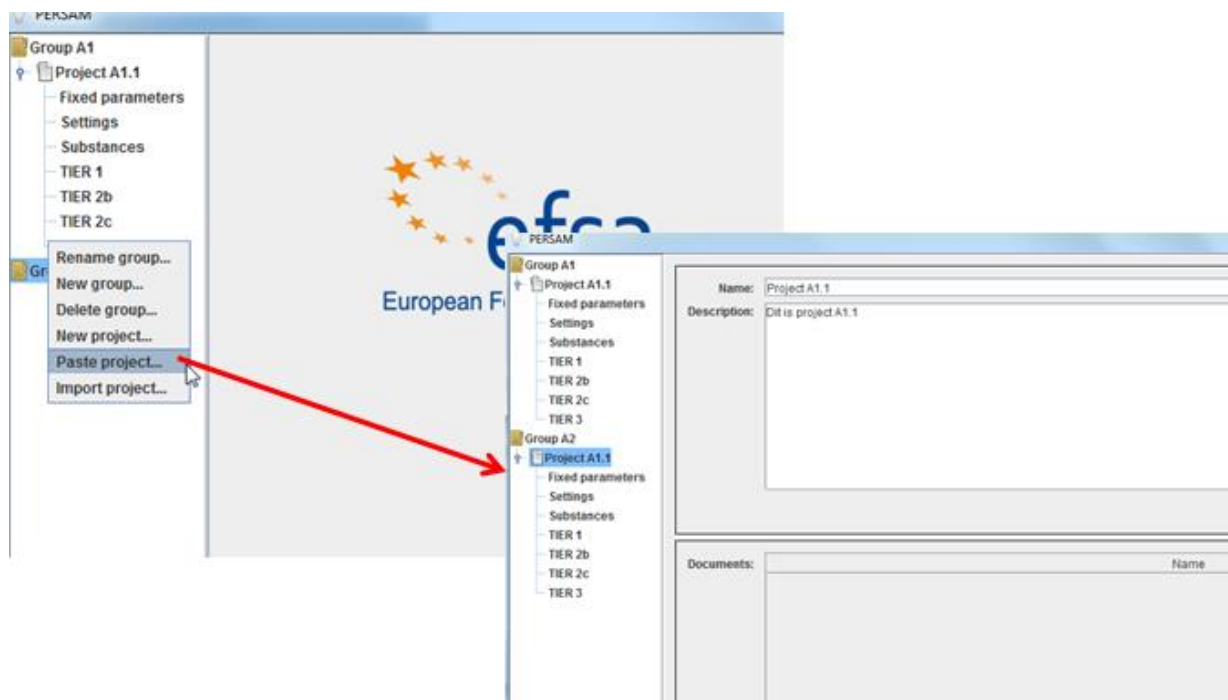 PERSAM
Group A1
Project A1.1
Fixed parameters
Settings
Substances
TIER 1
TIER 2b
TIER 2c
Gr
Rename group...
New group...
Delete group...
New project...
Paste project...
Import project...
efsa
European F
PERSAM
Group A1
Project A1.1
Fixed parameters
Settings
Substances
TIER 1
TIER 2b
TIER 2c
TIER 3
Group A2
Project A1.1
Fixed parameters
Settings
Substances
TIER 1
TIER 2b
TIER 2c
TIER 3
Name: Project A1.1
Description: Dit is project A1.1
Documents: Name